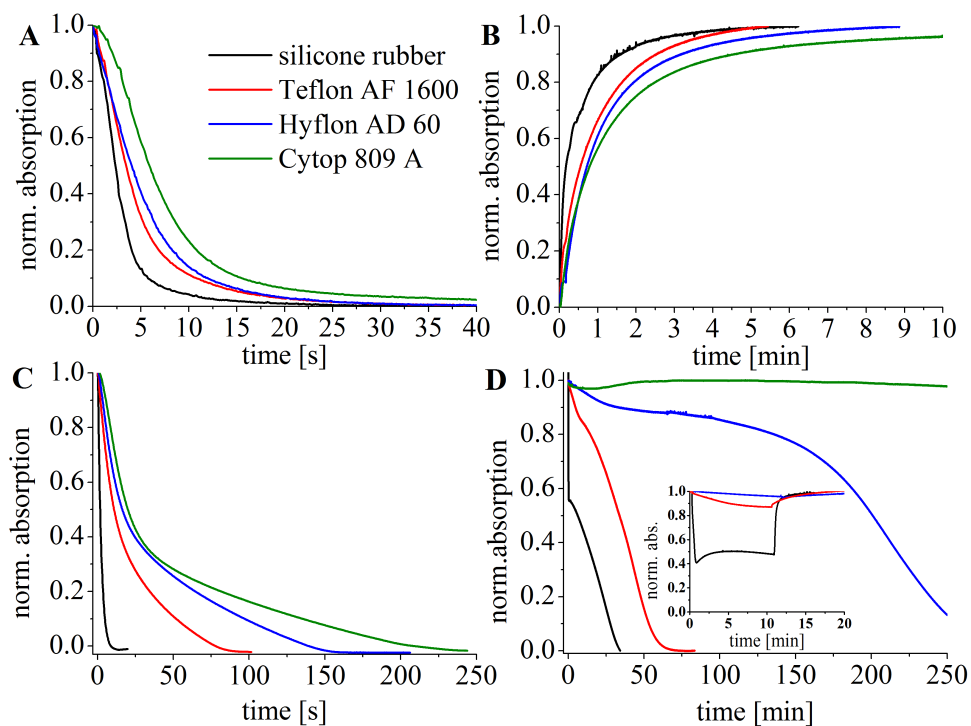 A
silicone rubber
Teflon AF 1600
Hyflon AD 60
Cytop 809 A
norm. absorption
1.0
0.8
0.6
0.4
0.2
0.0
0 5 10 15 20 25 30 35 40
time [s]
B
norm. absorption
1.0
0.8
0.6
0.4
0.2
0.0
0 1 2 3 4 5 6 7 8 9 10
time [min]
C
norm. absorption
1.0
0.8
0.6
0.4
0.2
0.0
0 50 100 150 200 250
time [s]
D
norm.absorption
1.0
0.8
0.6
0.4
0.2
0.0
0 50 100 150 200 250
time [min]
norm. abs.
1.0
0.8
0.6
0.4
0.2
0.0
0 5 10 15 20
time [min]